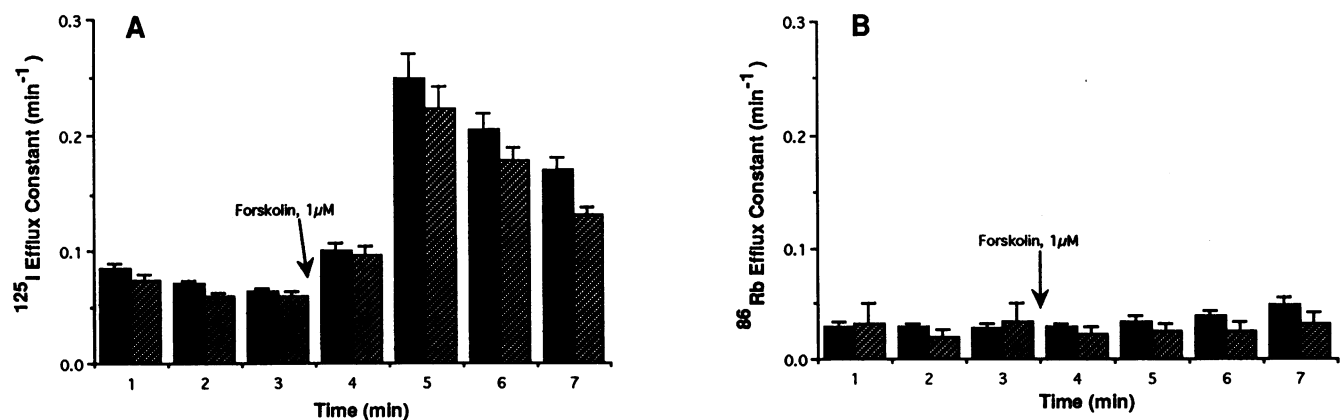 A
0.3
0.2
0.1
0.0
125I Efflux Constant (min-1)
Forskolin, 1µM
1 2 3 4 5 6 7
Time (min)
B
0.3
0.2
0.1
0.0
86Rb Efflux Constant (min-1)
Forskolin, 1µM
1 2 3 4 5 6 7
Time (min)